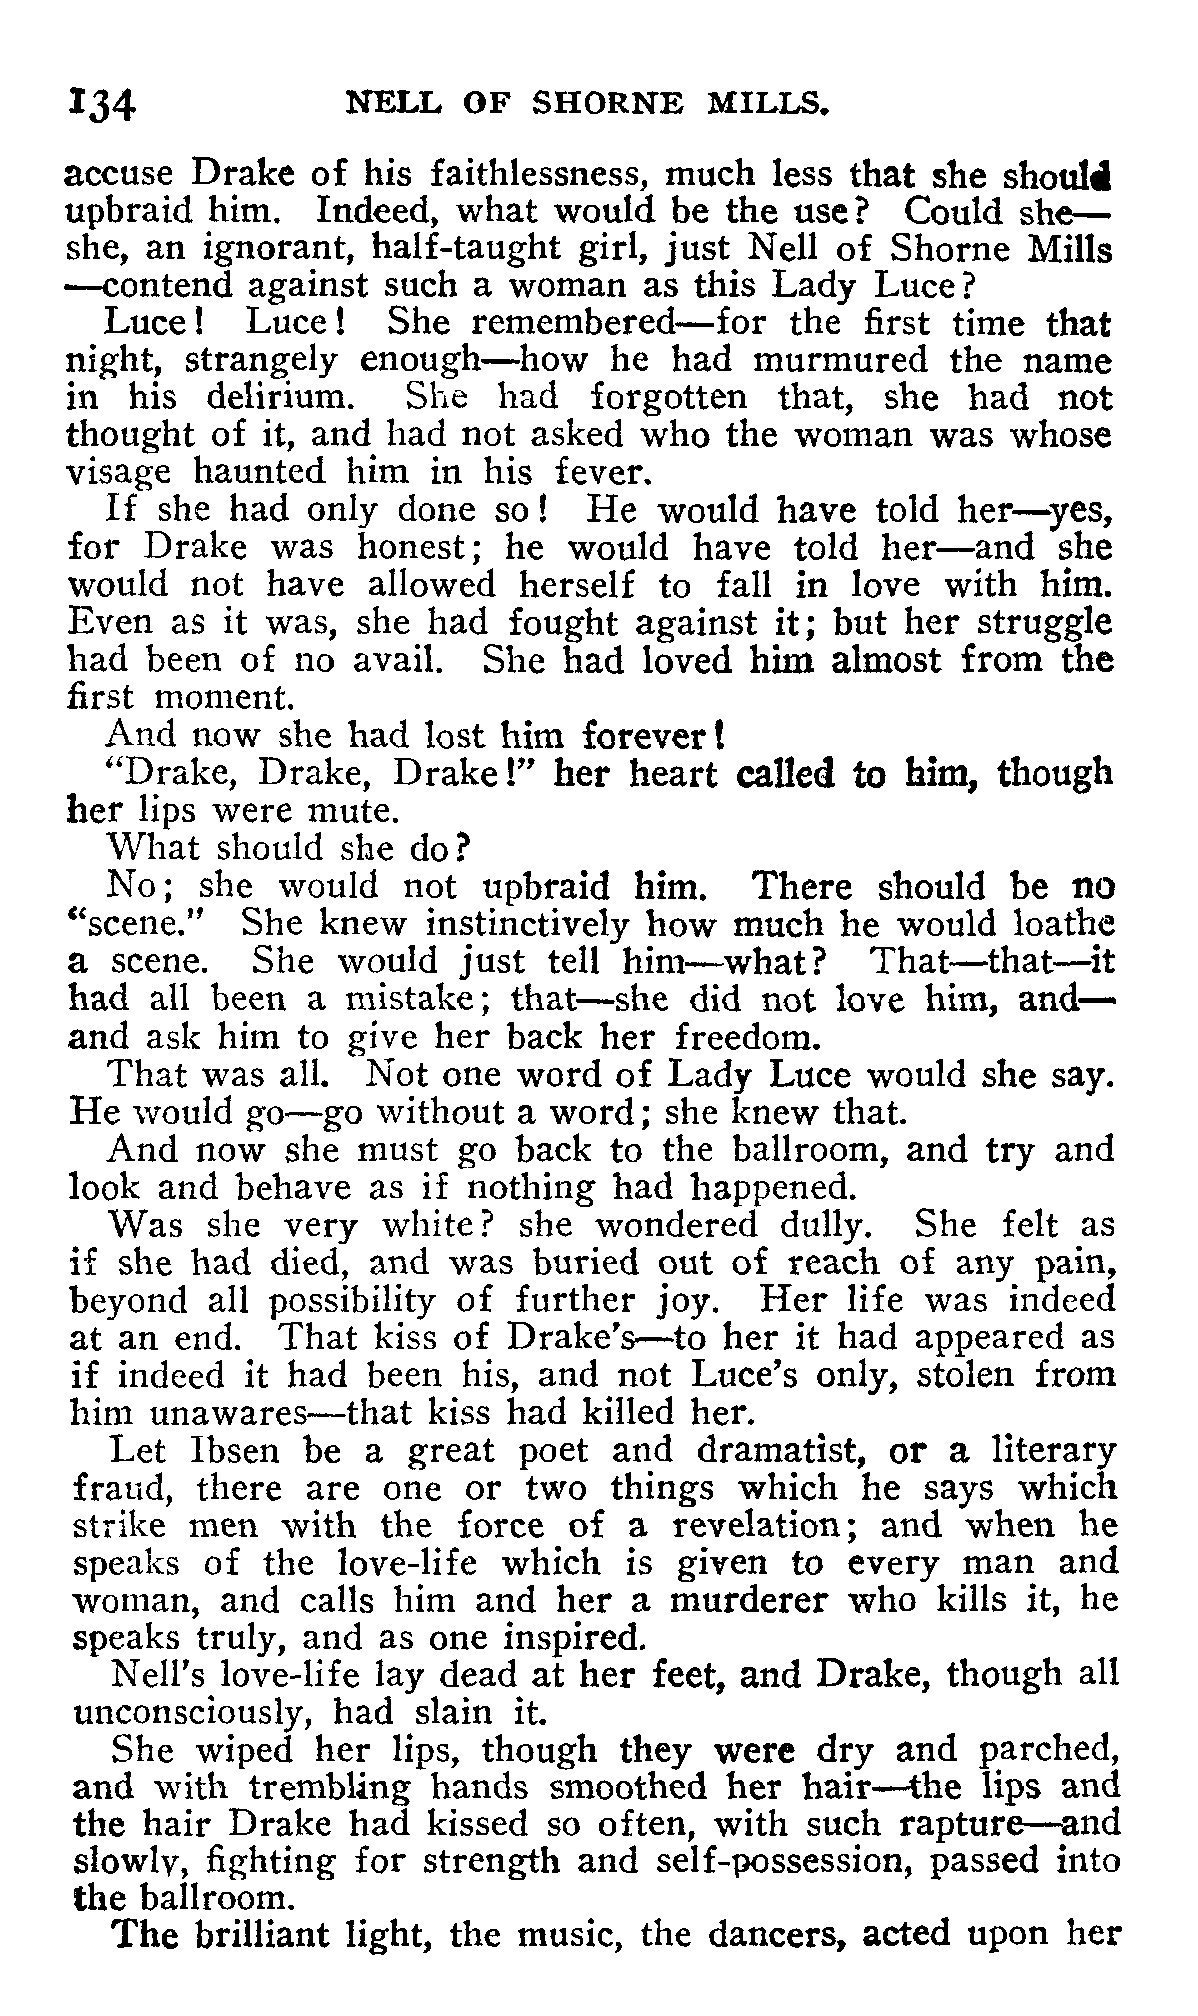 134 NELL OF SHORNE MILLS.
accuse Drake of his faithlessness, much less that she should
upbraid him. Indeed, what would be the use? Could she—
she, an ignorant, half-taught girl, just Nell of Shorne Mills
—contend against such a woman as this Lady Luce?
Luce! Luce! She remembered—for the first time that
night, strangely enough—how he had murmured the name
in his delirium. She had forgotten that, she had not
thought of it, and had not asked who the woman was whose
visage haunted him in his fever.
If she had only done so! He would have told her—yes,
for Drake was honest; he would have told her—and she
would not have allowed herself to fall in love with him.
Even as it was, she had fought against it; but her struggle
had been of no avail. She had loved him almost from the
first moment.
And now she had lost him forever!
"Drake, Drake, Drake!" her heart called to him, though
her lips were mute.
What should she do?
No; she would not upbraid him. There should be no
"scene." She knew instinctively how much he would loathe
a scene. She would just tell him—what? That—that—it
had all been a mistake; that—she did not love him, and—
and ask him to give her back her freedom.
That was all. Not one word of Lady Luce would she say.
He would go—go without a word; she knew that.
And now she must go back to the ballroom, and try and
look and behave as if nothing had happened.
Was she very white? she wondered dully. She felt as
if she had died, and was buried out of reach of any pain,
beyond all possibility of further joy. Her life was indeed
at an end. That kiss of Drake's—to her it had appeared as
if indeed it had been his, and not Luce's only, stolen from
him unawares—that kiss had killed her.
Let Ibsen be a great poet and dramatist, or a literary
fraud, there are one or two things which he says which
strike men with the force of a revelation; and when he
speaks of the love-life which is given to every man and
woman, and calls him and her a murderer who kills it, he
speaks truly, and as one inspired.
Nell's love-life lay dead at her feet, and Drake, though all
unconsciously, had slain it.
She wiped her lips, though they were dry and parched,
and with trembling hands smoothed her hair—the lips and
the hair Drake had kissed so often, with such rapture—and
slowly, fighting for strength and self-possession, passed into
the ballroom.
The brilliant light, the music, the dancers, acted upon her